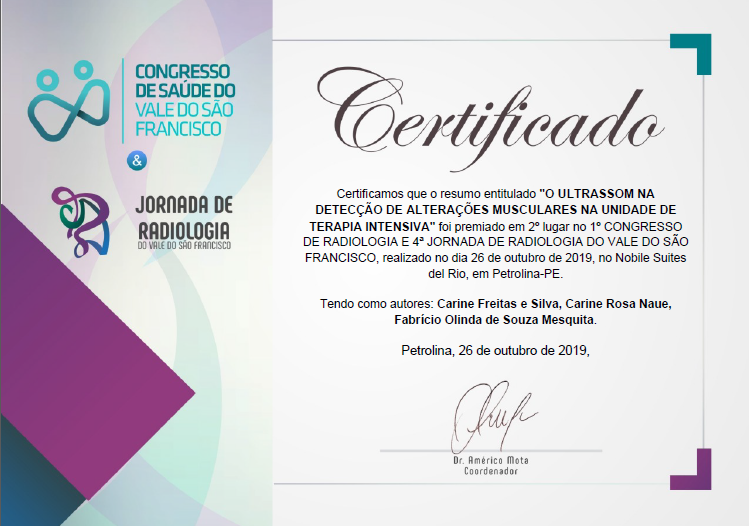 CONGRESSO
DE SAÚDE DO
VALE DO SÃO
FRANCISCO
&
JORNADA DE
RADIOLOGIA
DO VALE DO SÃO FRANCISCO
Certificado
Certificamos que o resumo entitulado "O ULTRASSOM NA
DETECÇÃO DE ALTERAÇÕES MUSCULARES NA UNIDADE DE
TERAPIA INTENSIVA" foi premiado em 2º lugar no 1º CONGRESSO
DE RADIOLOGIA E 4ª JORNADA DE RADIOLOGIA DO VALE DO SÃO
FRANCISCO, realizado no dia 26 de outubro de 2019, no Nobile Suites
del Rio, em Petrolina-PE.
Tendo como autores: Carine Freitas e Silva, Carine Rosa Naue,
Fabrício Olinda de Souza Mesquita.
Petrolina, 26 de outubro de 2019,
Dr. Américo Mota
Coordenador